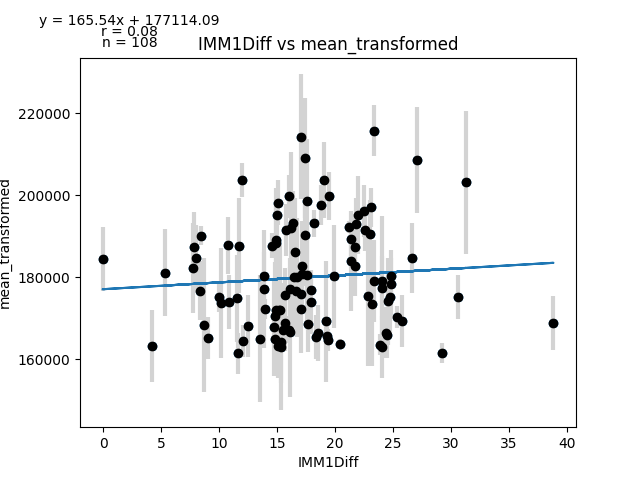 y = 165.54x + 177114.09
r = 0.08
n = 108
IMM1Diff vs mean_transformed
mean_transformed
220000
200000
180000
160000
0 5 10 15 20 25 30 35 40
IMM1Diff